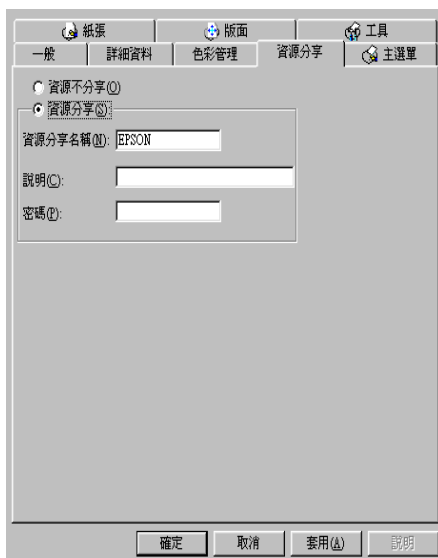 紙張 版面 工具
一般 詳細資料 色彩管理 資源分享 主選單
資源不分享(O)
資源分享(S)
資源分享名稱(N): EPSON
說明(C):
密碼(P):
確定 取消 套用(A) 說明